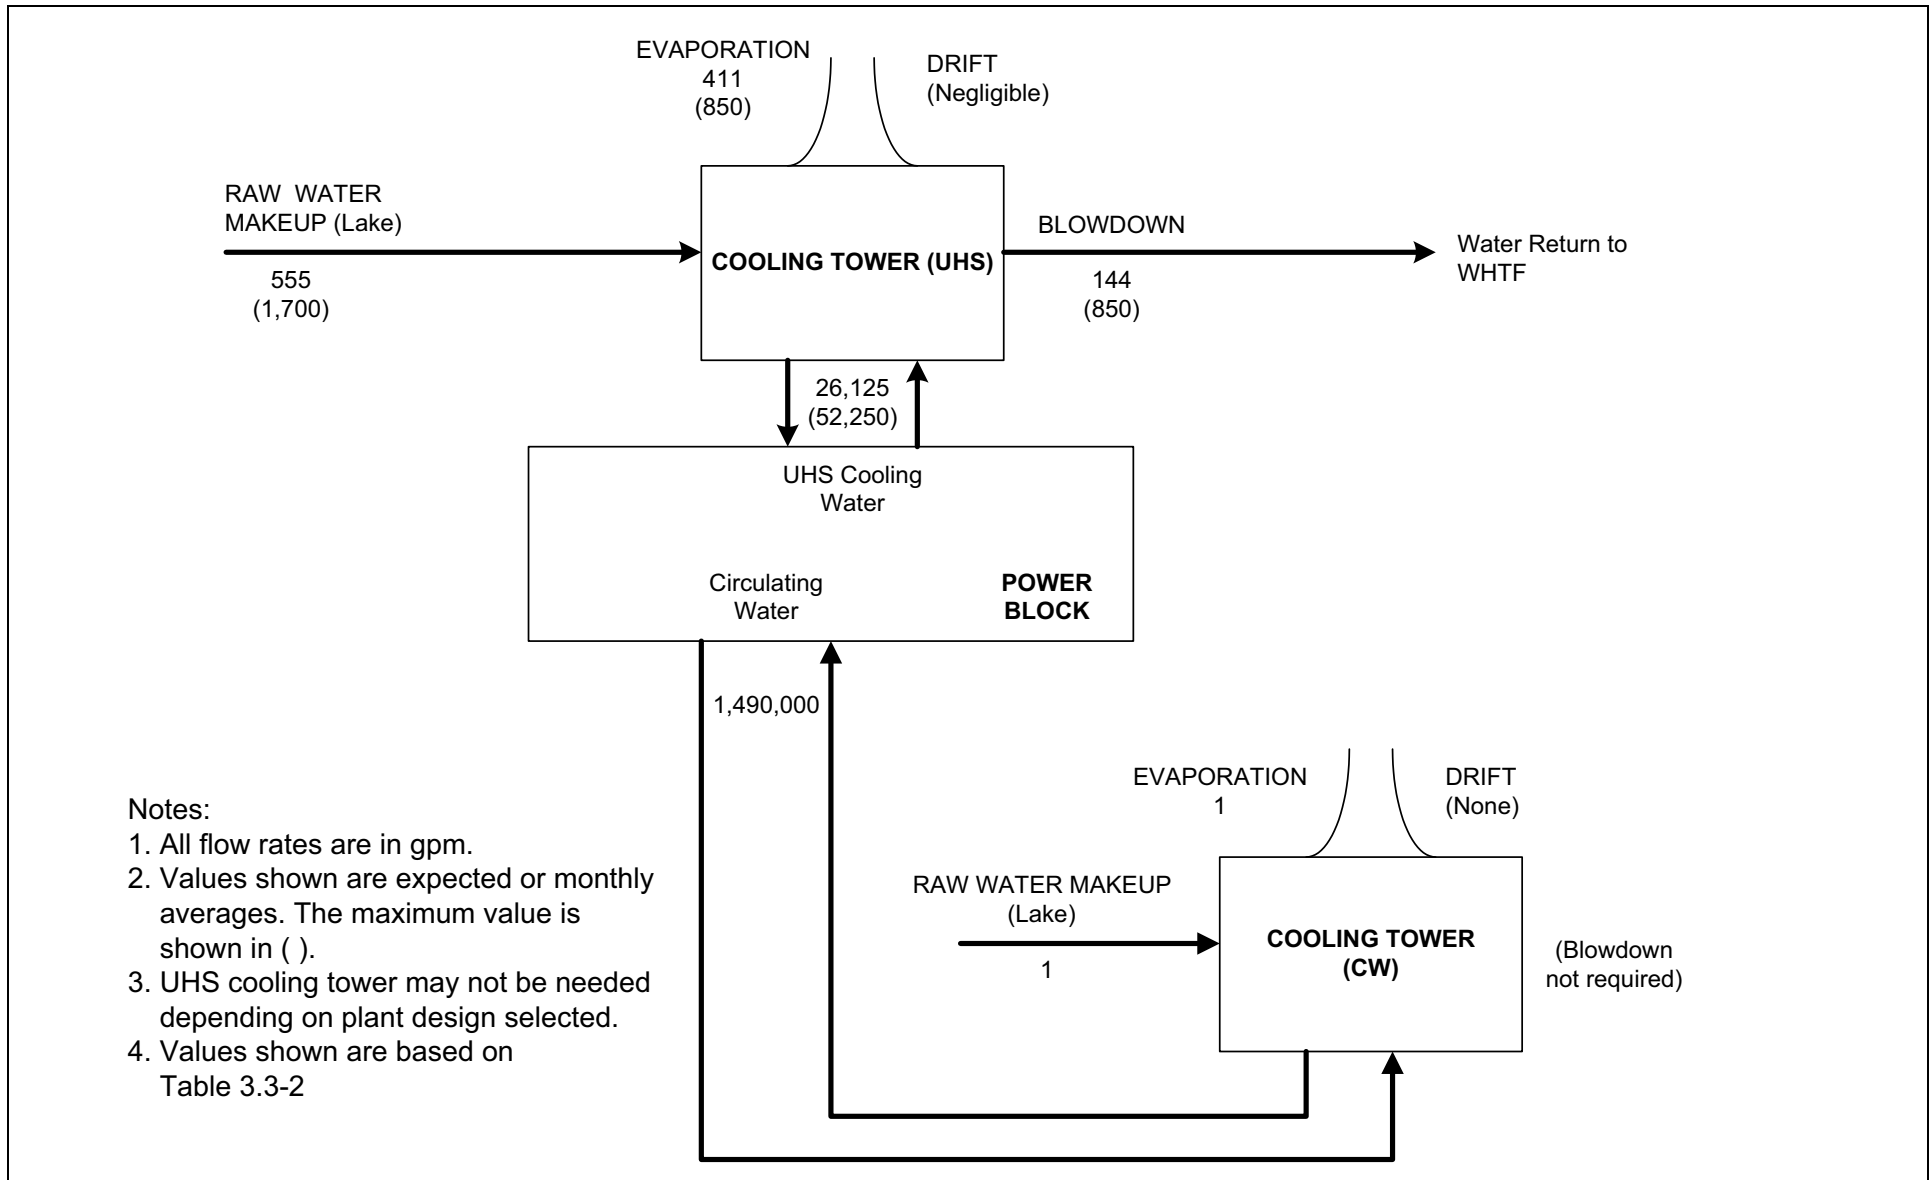 EVAPORATION
411
(850)
DRIFT
(Negligible)
RAW WATER
MAKEUP (Lake)
555
(1,700)
COOLING TOWER (UHS)
BLOWDOWN
144
(850)
Water Return to
WHTF
26,125
(52,250)
UHS Cooling
Water
Circulating
Water
POWER
BLOCK
1,490,000
EVAPORATION
1
DRIFT
(None)
RAW WATER MAKEUP
(Lake)
1
COOLING TOWER
(CW)
(Blowdown
not required)
Notes:
1. All flow rates are in gpm.
2. Values shown are expected or monthly
averages. The maximum value is
shown in ( ).
3. UHS cooling tower may not be needed
depending on plant design selected.
4. Values shown are based on
Table 3.3-2